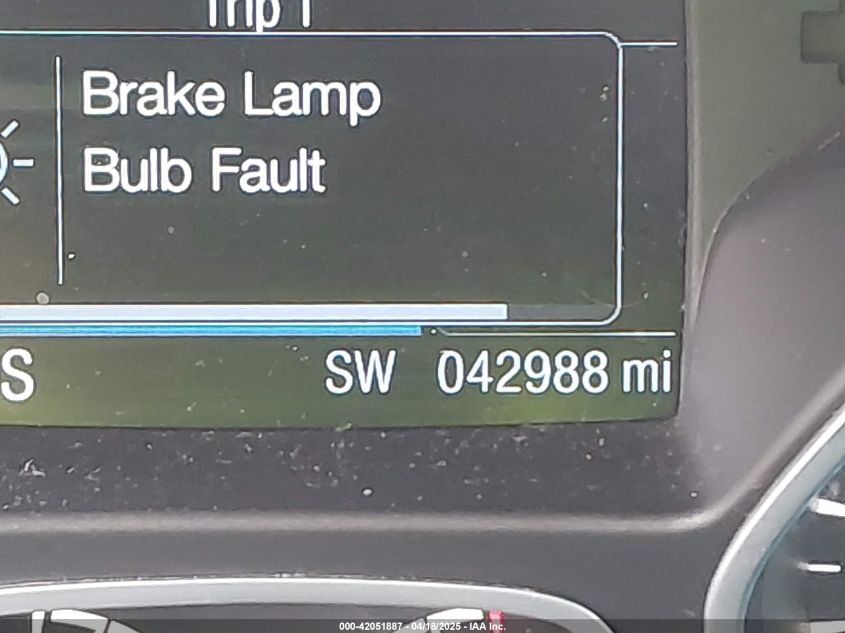 Trip 1
Brake Lamp
Bulb Fault
S
SW 042988 mi
000-42051887 - 04/18/2025 - IAA Inc.